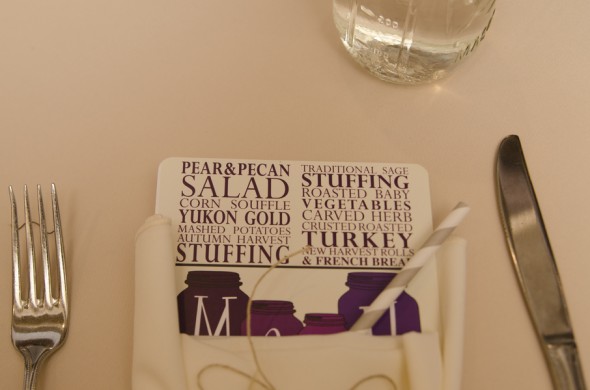 PEAR&PECAN
SALAD
CORN SOUFFLE
YUKON GOLD
MASHED POTATOES
AUTUMN HARVEST
STUFFING
TRADITIONAL SAGE
STUFFING
ROASTED BABY
VEGETABLES
CARVED HERB
CRUSTED ROASTED
TURKEY
NEW HARVEST ROLLS
& FRENCH BREA
M